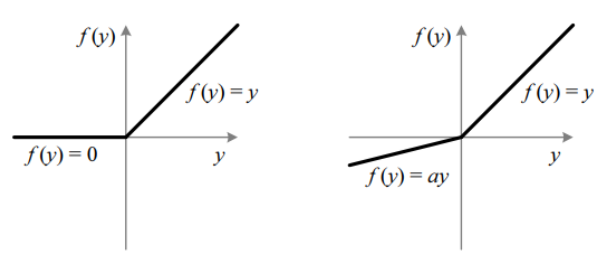 f(y)
f(y) = y
f(y) = 0
y
f(y)
f(y) = y
f(y) = ay
y